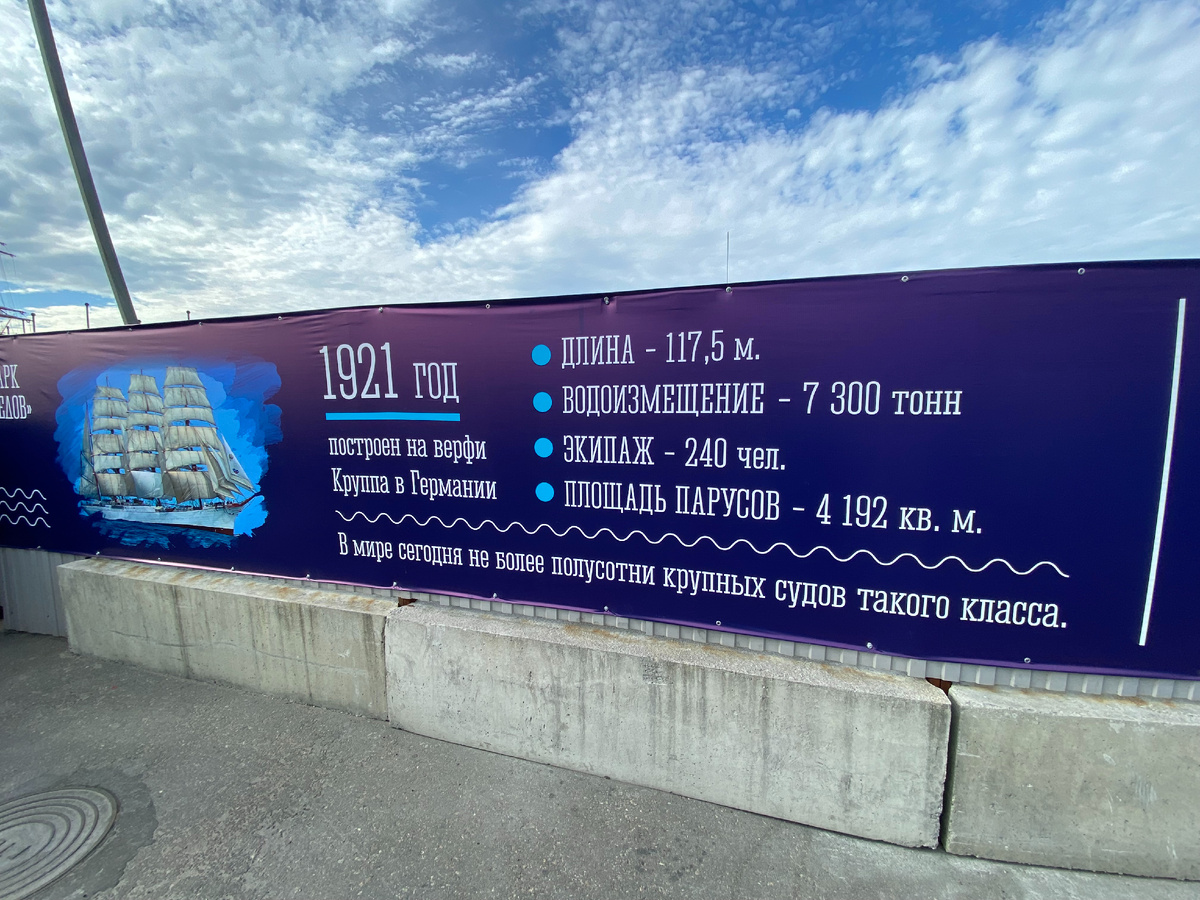 1921 год
построен на верфи
Круппа в Германии
ДЛИНА - 117,5 м.
ВОДОИЗМЕЩЕНИЕ - 7 300 тонн
ЭКИПАЖ - 240 чел.
ПЛОЩАДЬ ПАРУСОВ - 4 192 кв. м.
В мире сегодня не более полусотни крупных судов такого класса.